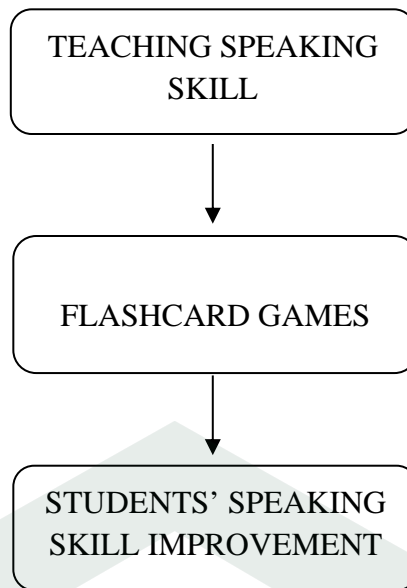 TEACHING SPEAKING
SKILL
FLASHCARD GAMES
STUDENTS’ SPEAKING
SKILL IMPROVEMENT